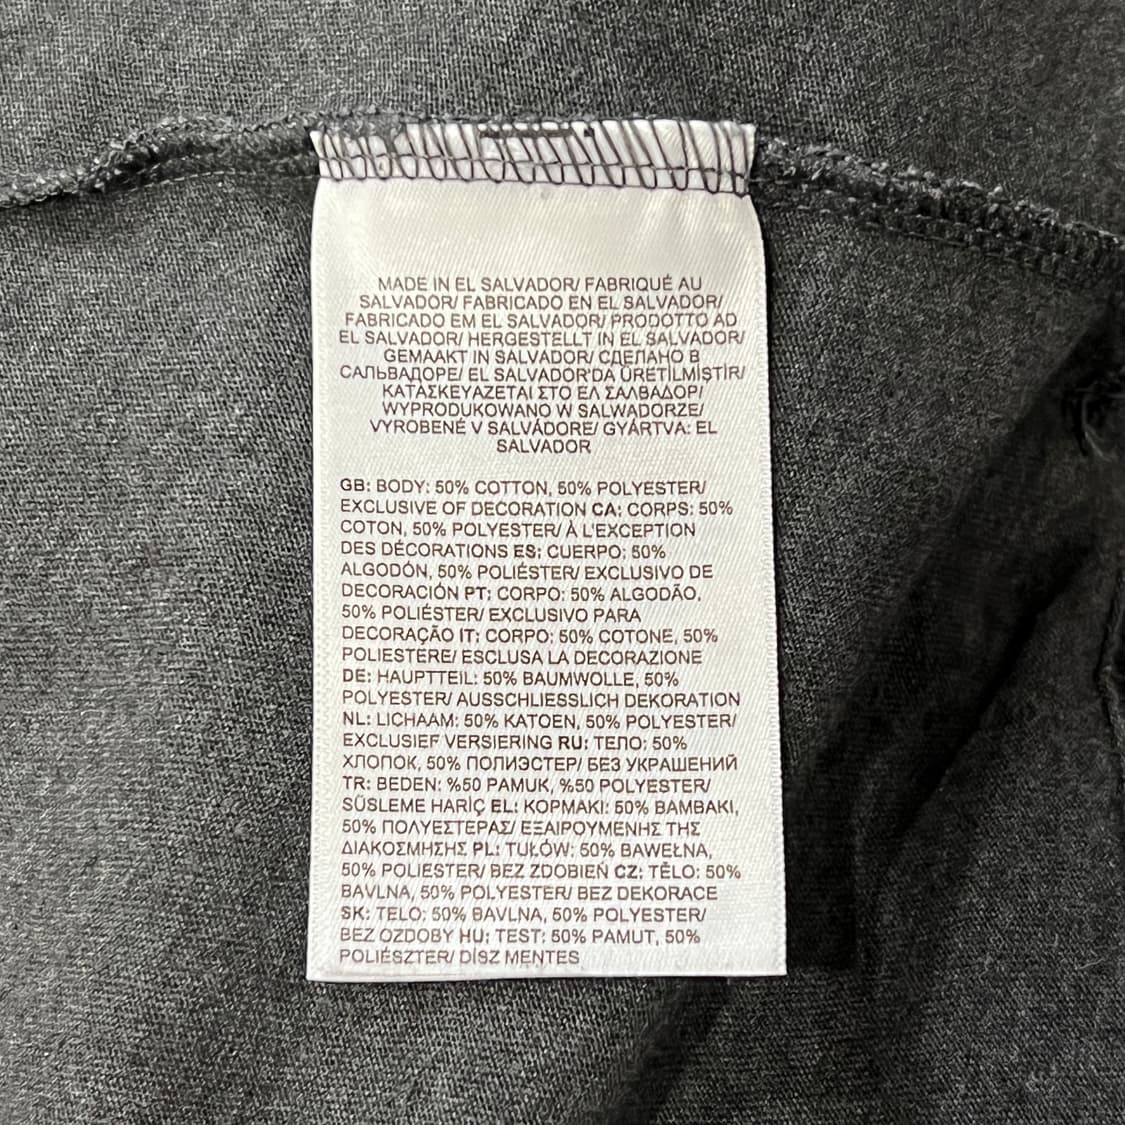 MADE IN EL SALVADOR/ FABRIQUÉ AU
SALVADOR/ FABRICADO EN EL SALVADOR/
FABRICADO EM EL SALVADOR/ PRODOTTO AD
EL SALVADOR/ HERGESTELLT IN EL SALVADOR/
GEMAAKT IN SALVADOR/ СДЕЛАНО В
САЛЬВАДОРЕ/ EL SALVADOR'DA ÜRETİLMİŞTİR/
ΚΑΤΑΣΚΕΥΑΖΕΤΑΙ ΣΤΟ ΕΛ ΣΑΛΒΑΔΟΡ/
WYPRODUKOWANO W SALWADORZE/
VYROBENÉ V SALVÁDORE/ GYÁRTVA: EL
SALVADOR
GB: BODY: 50% COTTON, 50% POLYESTER/
EXCLUSIVE OF DECORATION CA: CORPS: 50%
COTON, 50% POLYESTER/ À L'EXCEPTION
DES DÉCORATIONS ES: CUERPO: 50%
ALGODÓN, 50% POLIÉSTER/ EXCLUSIVO DE
DECORACIÓN PT: CORPO: 50% ALGODÃO,
50% POLIÉSTER/ EXCLUSIVO PARA
DECORAÇÃO IT: CORPO: 50% COTONE, 50%
POLIESTERE/ ESCLUSA LA DECORAZIONE
DE: HAUPTTEIL: 50% BAUMWOLLE, 50%
POLYESTER/ AUSSCHLIESSLICH DEKORATION
NL: LICHAAM: 50% KATOEN, 50% POLYESTER/
EXCLUSIEF VERSIERING RU: ТЕЛО: 50%
ХЛОПОК, 50% ПОЛИЭСТЕР/ БЕЗ УКРАШЕНИЙ
TR: BEDEN: %50 PAMUK, %50 POLYESTER/
SÜSLEME HARİÇ EL: ΚΟΡΜΑΚΙ: 50% ΒΑΜΒΑΚΙ,
50% ΠΟΛΥΕΣΤΕΡΑΣ/ ΕΞΑΙΡΟΥΜΕΝΗΣ ΤΗΣ
ΔΙΑΚΟΣΜΗΣΗΣ PL: TUŁÓW: 50% BAWEŁNA,
50% POLIESTER/ BEZ ZDOBIEŃ CZ: TĚLO: 50%
BAVLNA, 50% POLYESTER/ BEZ DEKORACE
SK: TELO: 50% BAVLNA, 50% POLYESTER/
BEZ OZDOBY HU: TEST: 50% PAMUT, 50%
POLIÉSZTER/ DÍSZ MENTES